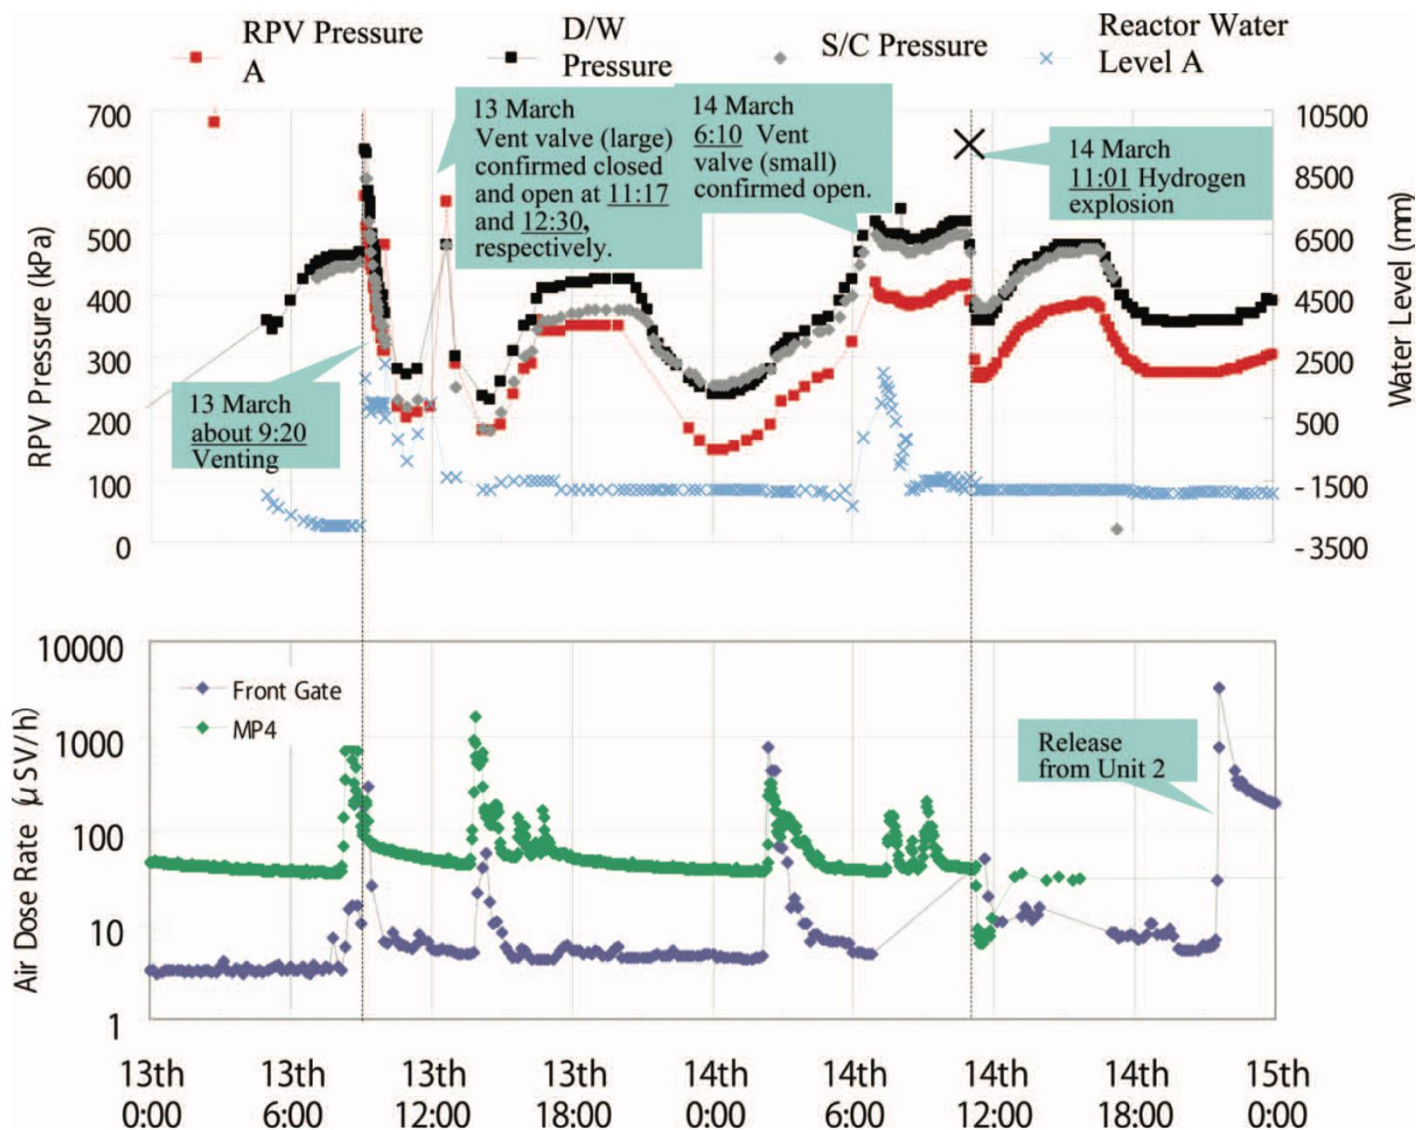 RPV Pressure
A
D/W
Pressure
S/C Pressure
Reactor Water
Level A
700
600
500
400
300
200
100
0
RPV Pressure (kPa)
10500
8500
6500
4500
2500
500
- 1500
- 3500
Water Level (mm)
13 March
Vent valve (large)
confirmed closed
and open at 11:17
and 12:30,
respectively.
14 March
6:10 Vent
valve (small)
confirmed open.
14 March
11:01 Hydrogen
explosion
13 March
about 9:20
Venting
10000
1000
100
10
1
Air Dose Rate (μSV/h)
Front Gate
MP4
Release
from Unit 2
13th 13th 13th 13th 14th 14th 14th 14th 15th
0:00 6:00 12:00 18:00 0:00 6:00 12:00 18:00 0:00